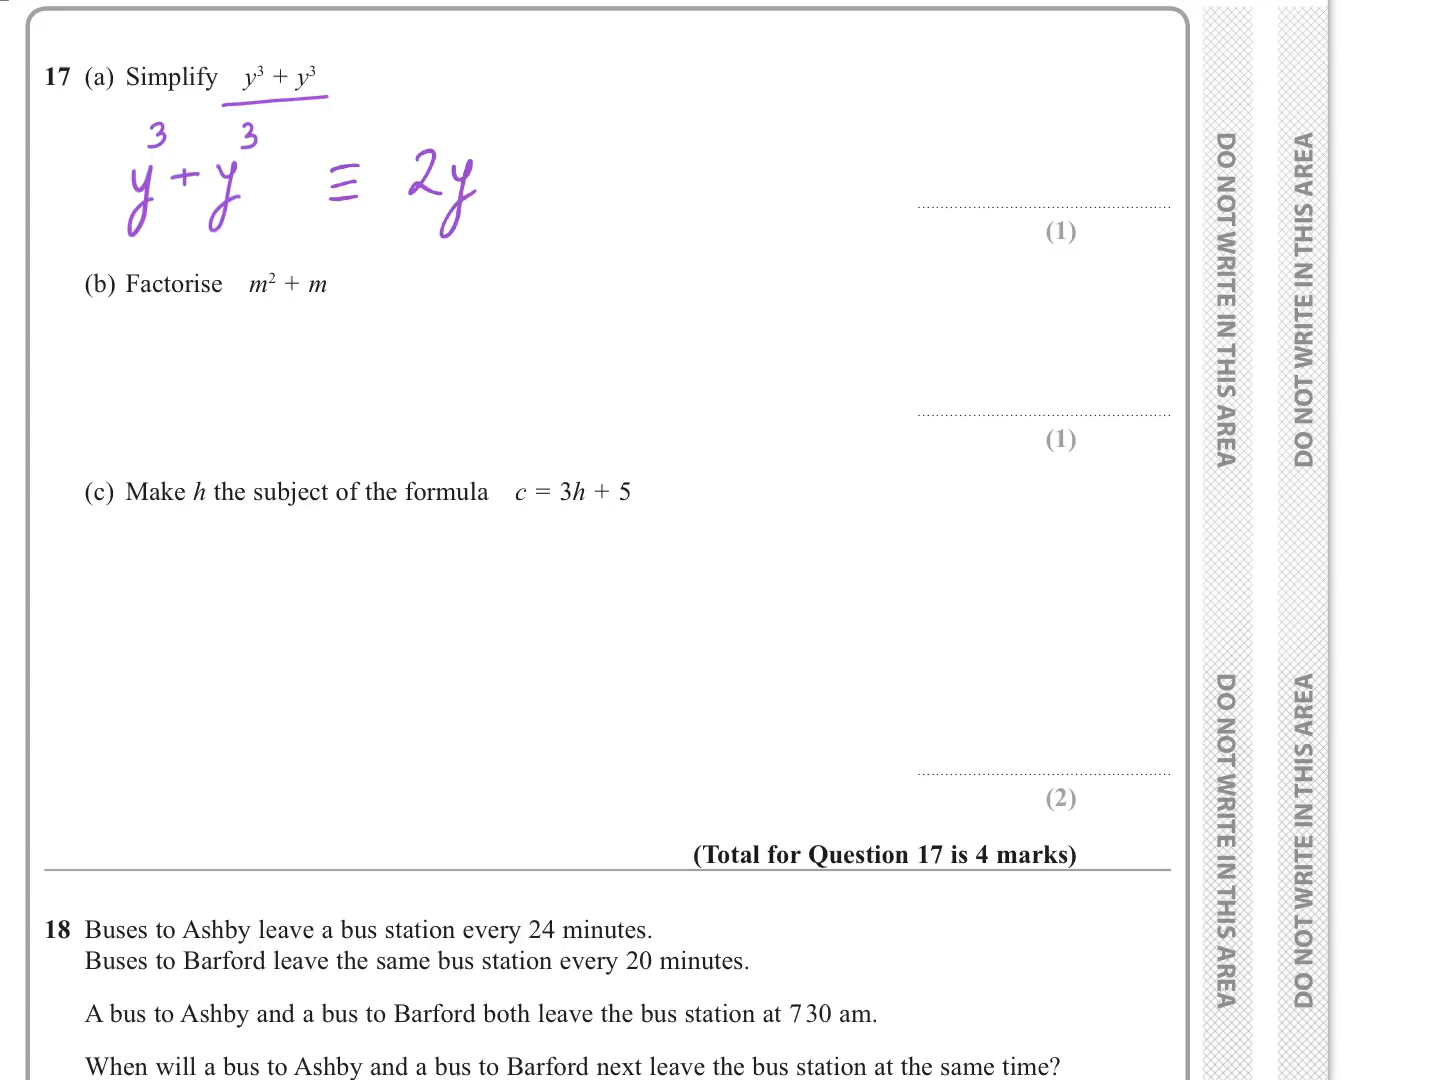 17 (a) Simplify y³ + y³
y³ + y³ ≡ 2y
(1)
(b) Factorise m² + m
(1)
(c) Make h the subject of the formula c = 3h + 5
(2)
(Total for Question 17 is 4 marks)
18 Buses to Ashby leave a bus station every 24 minutes.
Buses to Barford leave the same bus station every 20 minutes.
A bus to Ashby and a bus to Barford both leave the bus station at 7 30 am.
When will a bus to Ashby and a bus to Barford next leave the bus station at the same time?
DO NOT WRITE IN THIS AREA
DO NOT WRITE IN THIS AREA
DO NOT WRITE IN THIS AREA
DO NOT WRITE IN THIS AREA